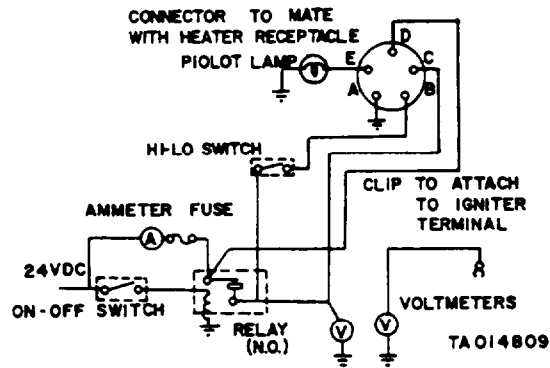 CONNECTOR TO MATE
WITH HEATER RECEPTACLE
PIOLOT LAMP
D
E
C
A
B
HI-LO SWITCH
CLIP TO ATTACH
TO IGNITER
TERMINAL
AMMETER FUSE
A
24VDC
ON-OFF SWITCH
RELAY
(N.O.)
V
V
VOLTMETERS
TA014809